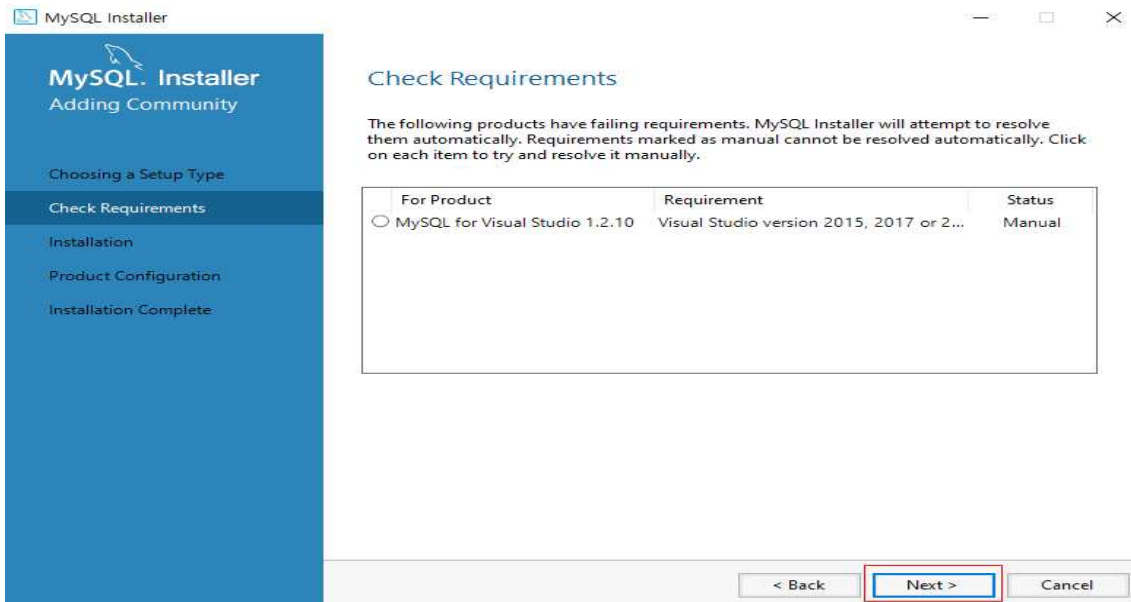 MySQL Installer
MySQL. Installer
Adding Community
Choosing a Setup Type
Check Requirements
Installation
Product Configuration
Installation Complete
Check Requirements
The following products have failing requirements. MySQL Installer will attempt to resolve
them automatically. Requirements marked as manual cannot be resolved automatically. Click
on each item to try and resolve it manually.
For Product Requirement Status
MySQL for Visual Studio 1.2.10 Visual Studio version 2015, 2017 or 2... Manual
< Back Next > Cancel